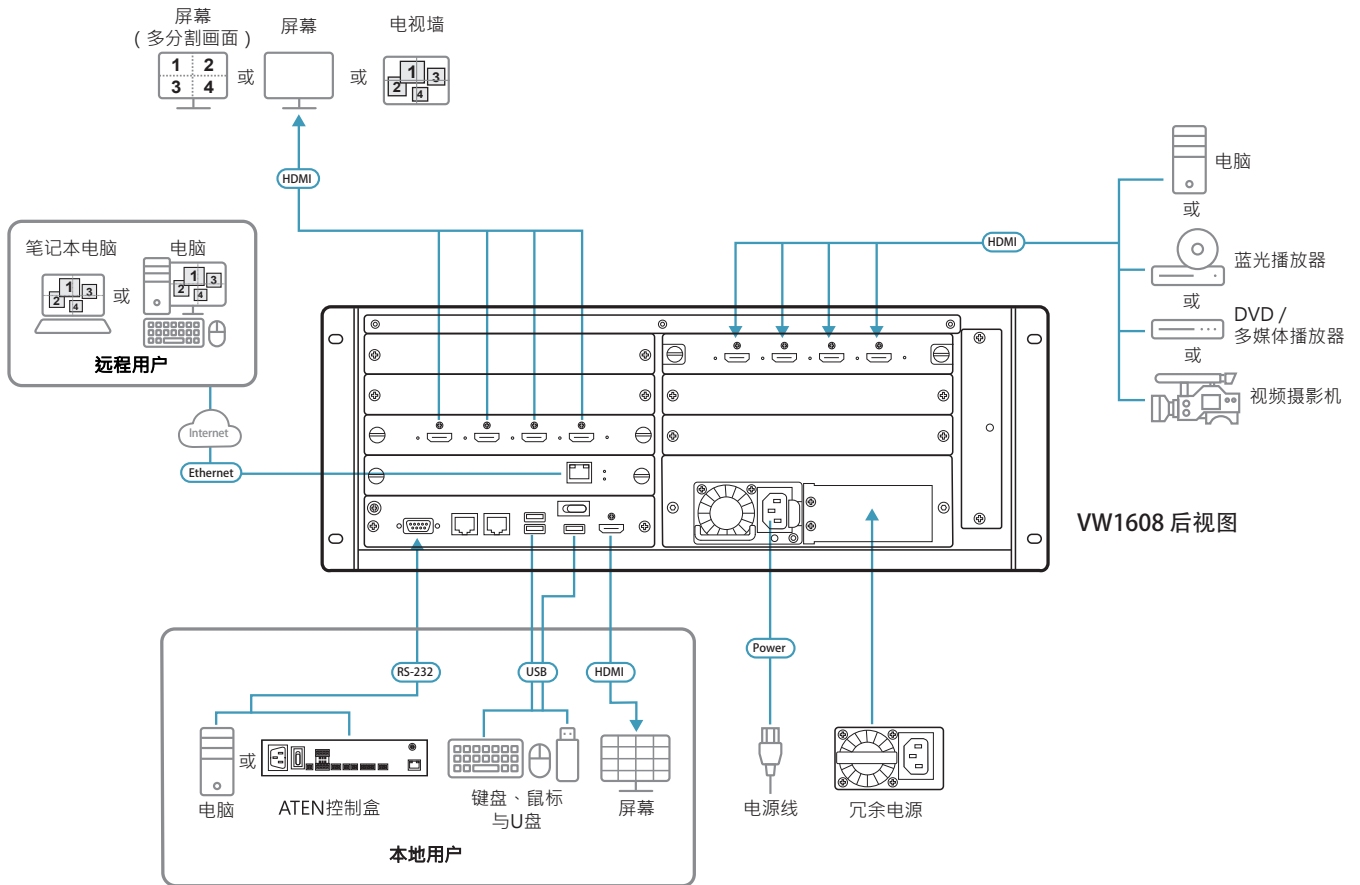 屏幕
（多分割画面）
屏幕
电视墙
1 2
3 4
或
或
1
2
3
4
HDMI
HDMI
电脑
或
蓝光播放器
或
DVD /
多媒体播放器
或
视频摄影机
笔记本电脑
电脑
1
2
3
4
或
1
2
3
4
远程用户
Internet
Ethernet
VW1608 后视图
RS-232
USB
HDMI
Power
或
电脑
ATEN控制盒
键盘、鼠标
与U盘
屏幕
本地用户
电源线
冗余电源